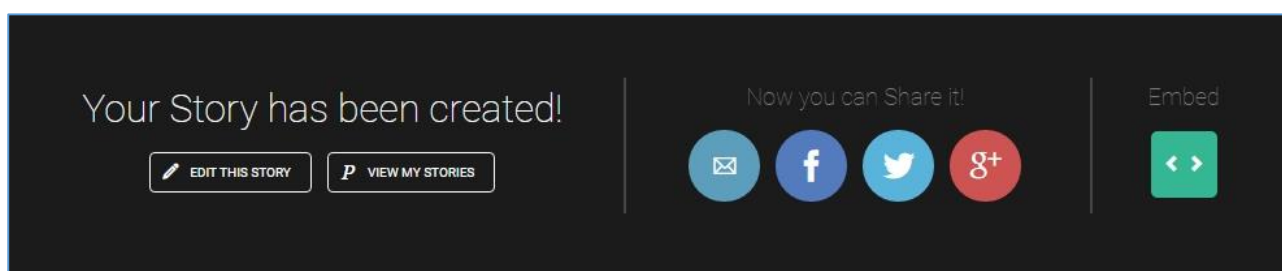 Your Story has been created!
EDIT THIS STORY
P VIEW MY STORIES
Now you can Share it!
f
g+
Embed
< >